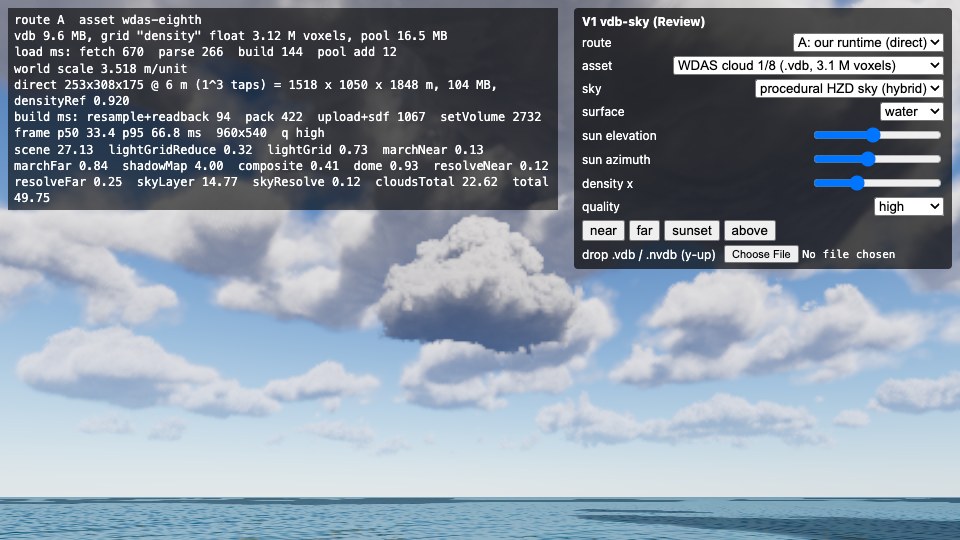 route A  asset wdas-eighth
vdb 9.6 MB, grid "density" float 3.12 M voxels, pool 16.5 MB
load ms: fetch 670  parse 266  build 144  pool add 12
world scale 3.518 m/unit
direct 253x308x175 @ 6 m (1^3 taps) = 1518 x 1050 x 1848 m, 104 MB,
densityRef 0.920
build ms: resample+readback 94  pack 422  upload+sdf 1067  setVolume 2732
frame p50 33.4 p95 66.8 ms  960x540  q high
scene 27.13  lightGridReduce 0.32  lightGrid 0.73  marchNear 0.13
marchFar 0.84  shadowMap 4.00  composite 0.41  dome 0.93  resolveNear 0.12
resolveFar 0.25  skyLayer 14.77  skyResolve 0.12  cloudsTotal 22.62  total
49.75
V1 vdb-sky (Review)
route A: our runtime (direct)
asset WDAS cloud 1/8 (.vdb, 3.1 M voxels)
sky procedural HZD sky (hybrid)
surface water
sun elevation
sun azimuth
density x
quality high
near far sunset above
drop .vdb / .nvdb (y-up) Choose File No file chosen